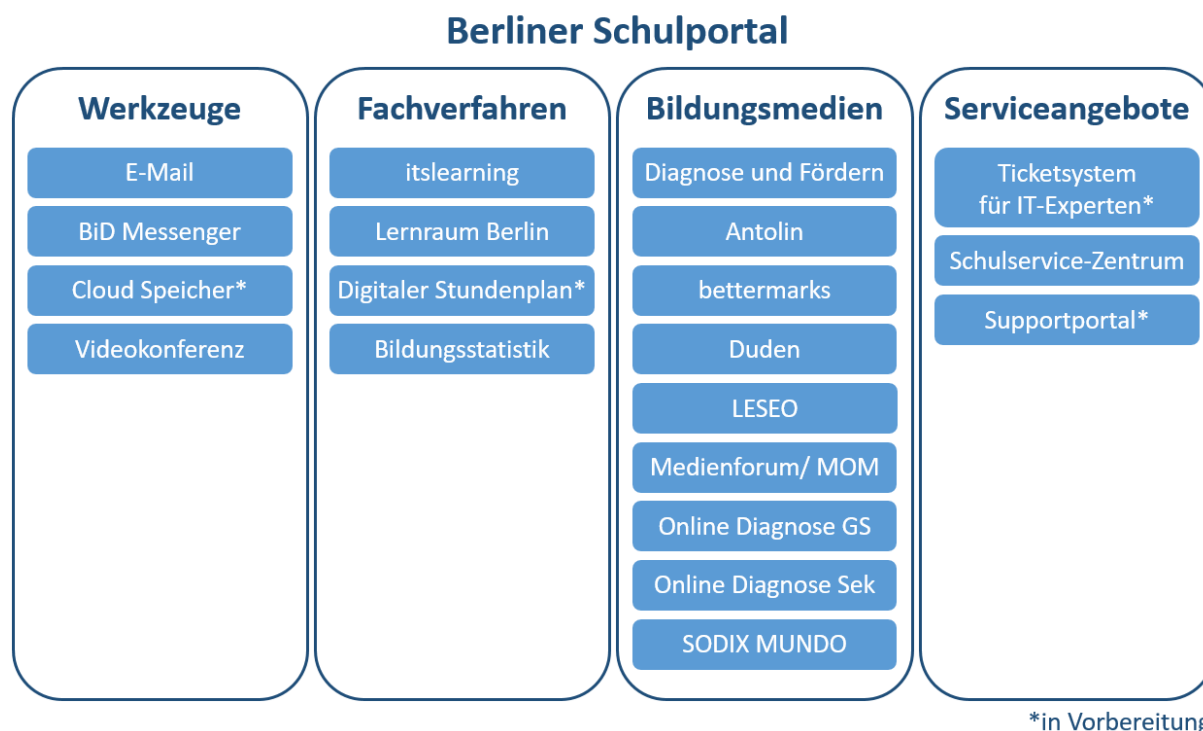 Berliner Schulportal
Werkzeuge
E-Mail
BiD Messenger
Cloud Speicher*
Videokonferenz
Fachverfahren
itslearning
Lernraum Berlin
Digitaler Stundenplan*
Bildungsstatistik
Bildungsmedien
Diagnose und Fördern
Antolin
bettermarks
Duden
LESEO
Medienforum/ MOM
Online Diagnose GS
Online Diagnose Sek
SODIX MUNDO
Serviceangebote
Ticketsystem
für IT-Experten*
Schulservice-Zentrum
Supportportal*
*in Vorbereitung